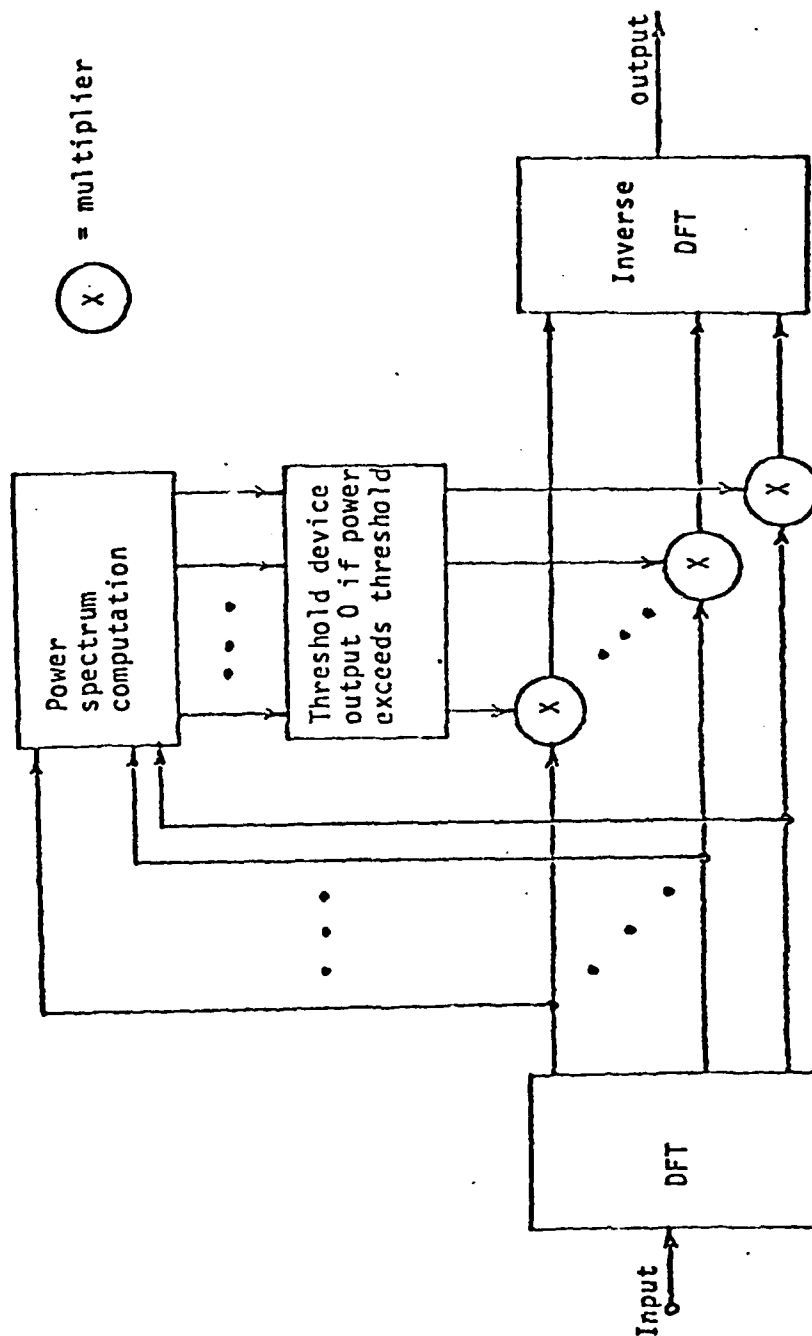 X = multiplier
Power
spectrum
computation
Threshold device
output 0 if power
exceeds threshold
X
X
X
Input
DFT
Inverse
DFT
output